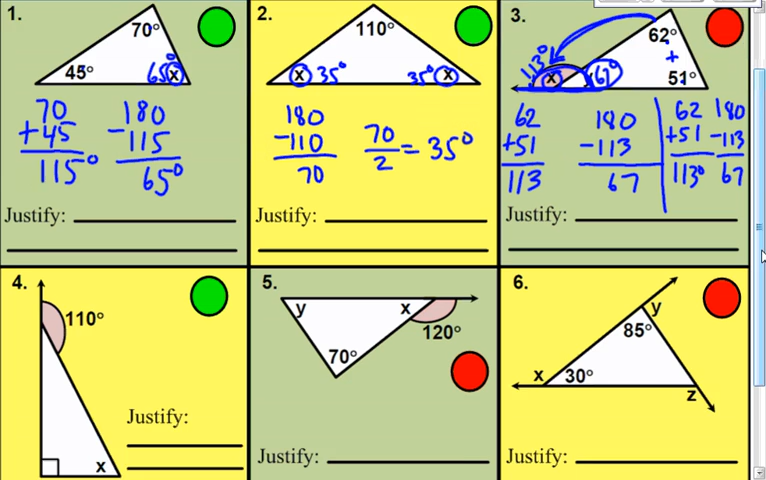 1.
70°
45°
65° x
70
+45
115°
180
-115
65°
Justify:
2.
110°
x 35°
35° x
180
-110
70
70/2 = 35°
Justify:
3.
62°
+
51°
113°
x
67°
62
+51
113
180
-113
67
62
+51
113°
180
-113
67
Justify:
4.
110°
x
Justify:
5.
y
x
70°
120°
Justify:
6.
y
85°
x
30°
z
Justify: